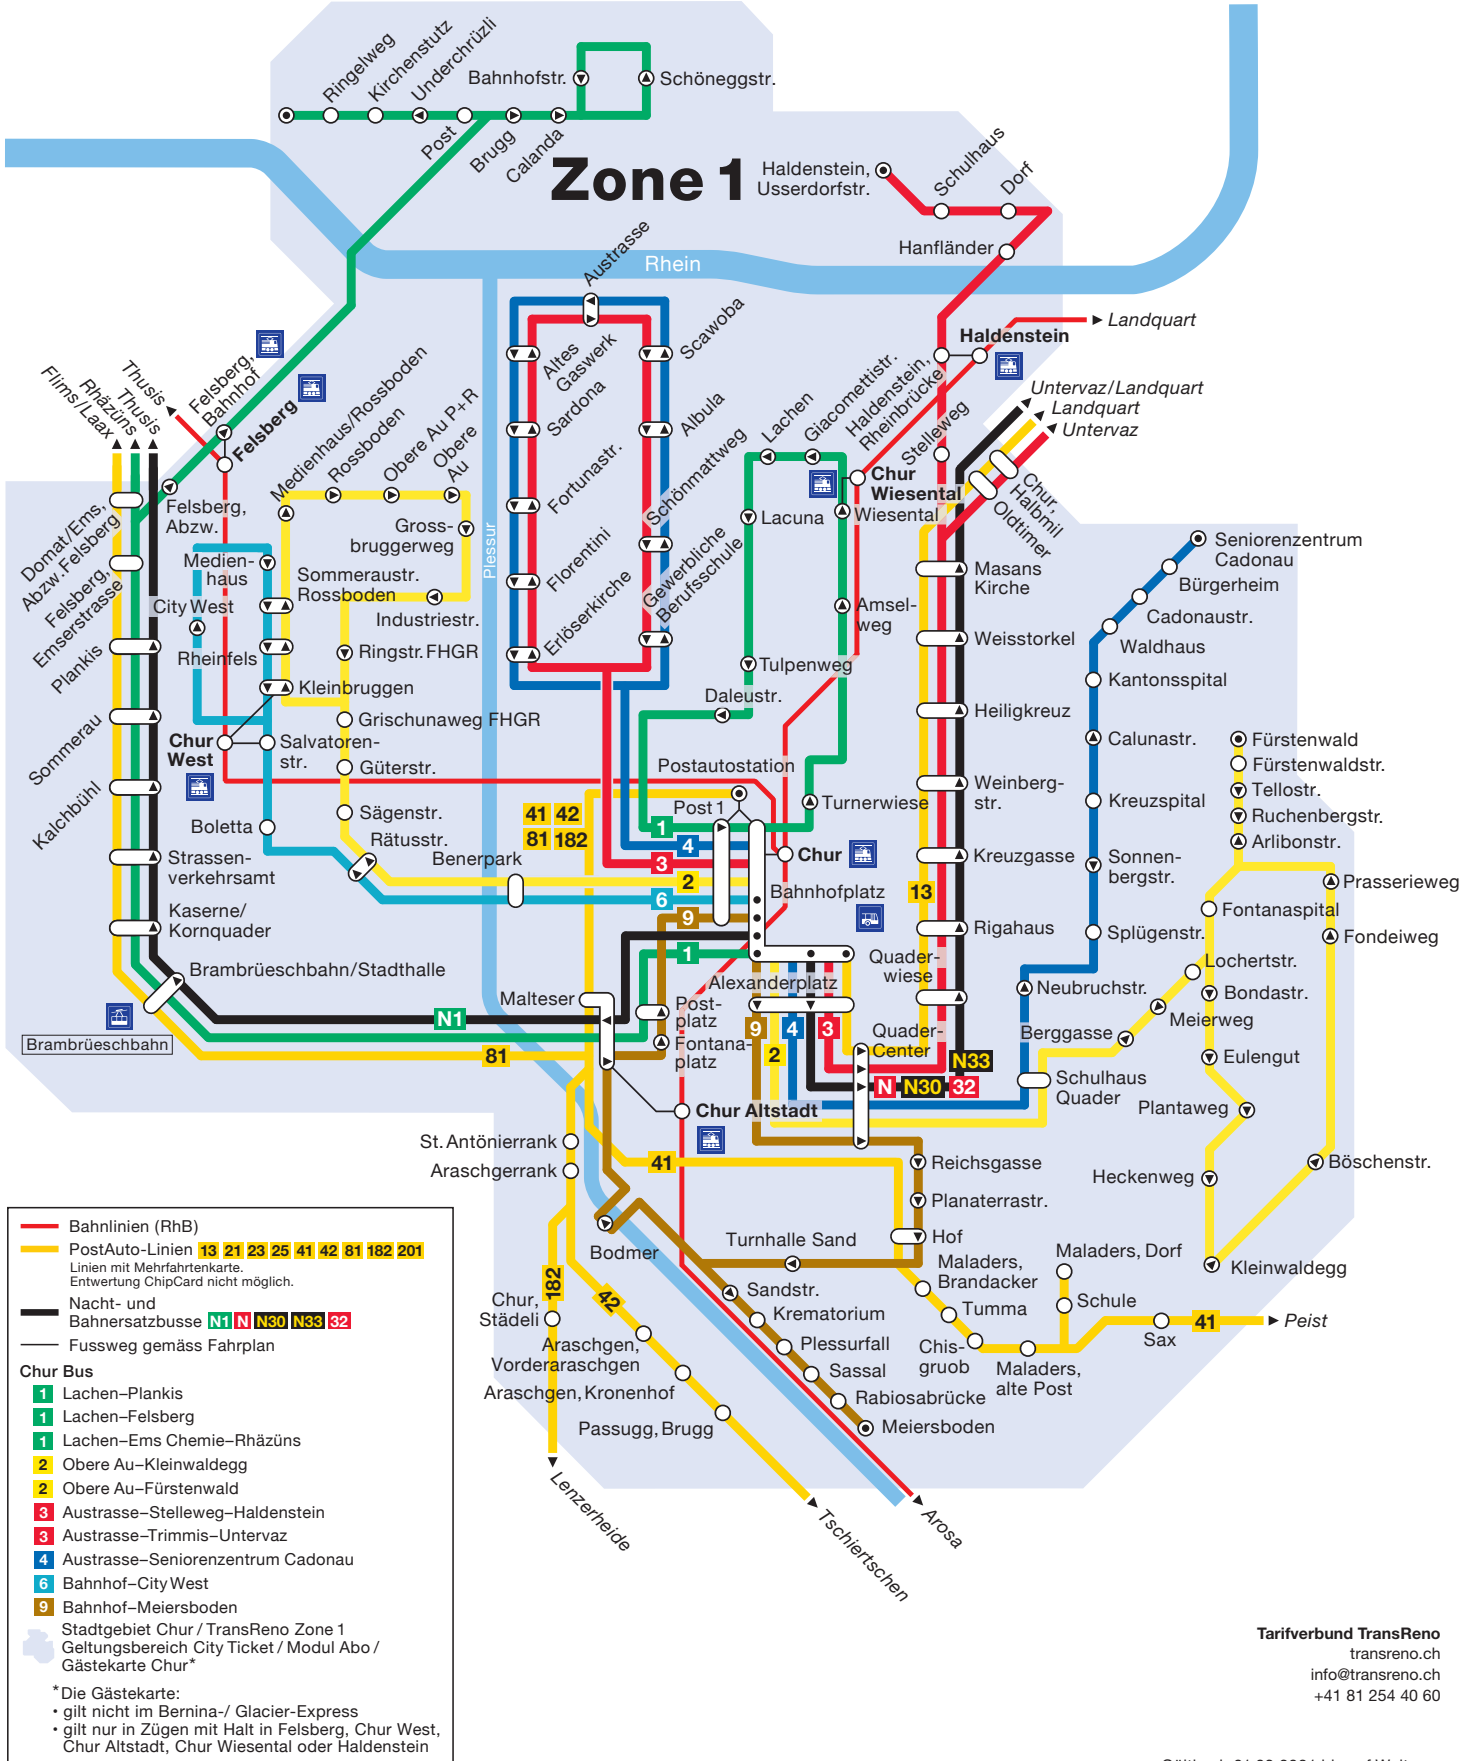 Ringelweg
Kirchenstutz
Underchrüzli
Bahnhofstr.
Schöneggstr.
Post
Brugg
Calanda
Zone 1
Haldenstein,
Usserdorfstr.
Schulhaus
Dorf
Hanfländer
Rhein
Austrasse
Landquart
Haldenstein
Haldenstein,
Rheinbrücke
Giacomettistr.
Lachen
Stelleweg
Untervaz/Landquart
Landquart
Untervaz
Chur,
Halbmil
Oldtimer
Thusis
Flims/Laax
Rhäzüns
Thusis
Felsberg,
Bahnhof
Felsberg
Felsberg,
Abzw.
Medienhaus/Rossboden
Rossboden
Obere Au P+R
Obere
Au
Gross-
bruggerweg
Industriestr.
Sommeraustr.
Rossboden
Ringstr. FHGR
Kleinbruggen
Grischunaweg FHGR
Güterstr.
Sägenstr.
Rätusstr.
Benerpark
Medien-
haus
City West
Rheinfels
Chur
West
Salvatoren-
str.
Boletta
Domat/Ems,
Abzw. Felsberg
Felsberg,
Emserstrasse
Plankis
Sommerau
Kalchbühl
Strassen-
verkehrsamt
Kaserne/
Kornquader
Brambrüeschbahn/Stadthalle
Brambrüeschbahn
Plessur
Altes
Gaswerk
Sardona
Fortunastr.
Florentini
Erlöserkirche
Scawoba
Albula
Schönmattweg
Gewerbliche
Berufsschule
Chur
Wiesental
Wiesental
Lacuna
Amsel-
weg
Tulpenweg
Daleustr.
Turnerwiese
Postautostation
Post 1
41 42
81 182
1
4
3
2
6
9
1
Chur
Bahnhofplatz
Alexanderplatz
Malteser
Post-
platz
Fontana-
platz
N1
81
9
2
4
3
Quader-
wiese
Quader-
Center
N N30 32
N33
13
Masans
Kirche
Weisstorkel
Heiligkreuz
Weinberg-
str.
Kreuzgasse
Rigahaus
Seniorenzentrum
Cadonau
Bürgerheim
Cadonaustr.
Waldhaus
Kantonsspital
Calunastr.
Kreuzspital
Sonnen-
bergstr.
Splügenstr.
Neubruchstr.
Fürstenwald
Fürstenwaldstr.
Tellostr.
Ruchenbergstr.
Arlibonstr.
Prasserieweg
Fontanaspital
Fondeiweg
Lochertstr.
Bondastr.
Meierweg
Berggasse
Eulengut
Schulhaus
Quader
Plantaweg
Heckenweg
Böschenstr.
Kleinwaldegg
Chur Altstadt
St. Antönierrank
Araschgerrank
41
Reichsgasse
Planaterrastr.
Hof
Turnhalle Sand
Bodmer
Sandstr.
Krematorium
Plessurfall
Sassal
Rabiosabrücke
Meiersboden
Maladers,
Brandacker
Tumma
Chis-
gruob
Maladers,
alte Post
Maladers, Dorf
Schule
Sax
41
Peist
182
42
Chur,
Städeli
Araschgen,
Vorderaraschgen
Araschgen, Kronenhof
Passugg, Brugg
Lenzerheide
Tschiertschen
Arosa
Bahnlinien (RhB)
PostAuto-Linien 13 21 23 25 41 42 81 182 201
Linien mit Mehrfahrtenkarte.
Entwertung ChipCard nicht möglich.
Nacht- und
Bahnersatzbusse N1 N N30 N33 32
Fussweg gemäss Fahrplan
Chur Bus
1 Lachen–Plankis
1 Lachen–Felsberg
1 Lachen–Ems Chemie–Rhäzüns
2 Obere Au–Kleinwaldegg
2 Obere Au–Fürstenwald
3 Austrasse–Stelleweg–Haldenstein
3 Austrasse–Trimmis–Untervaz
4 Austrasse–Seniorenzentrum Cadonau
6 Bahnhof–City West
9 Bahnhof–Meiersboden
Stadtgebiet Chur / TransReno Zone 1
Geltungsbereich City Ticket / Modul Abo /
Gästekarte Chur*
*Die Gästekarte:
• gilt nicht im Bernina-/ Glacier-Express
• gilt nur in Zügen mit Halt in Felsberg, Chur West,
Chur Altstadt, Chur Wiesental oder Haldenstein
Tarifverbund TransReno
transreno.ch
info@transreno.ch
+41 81 254 40 60